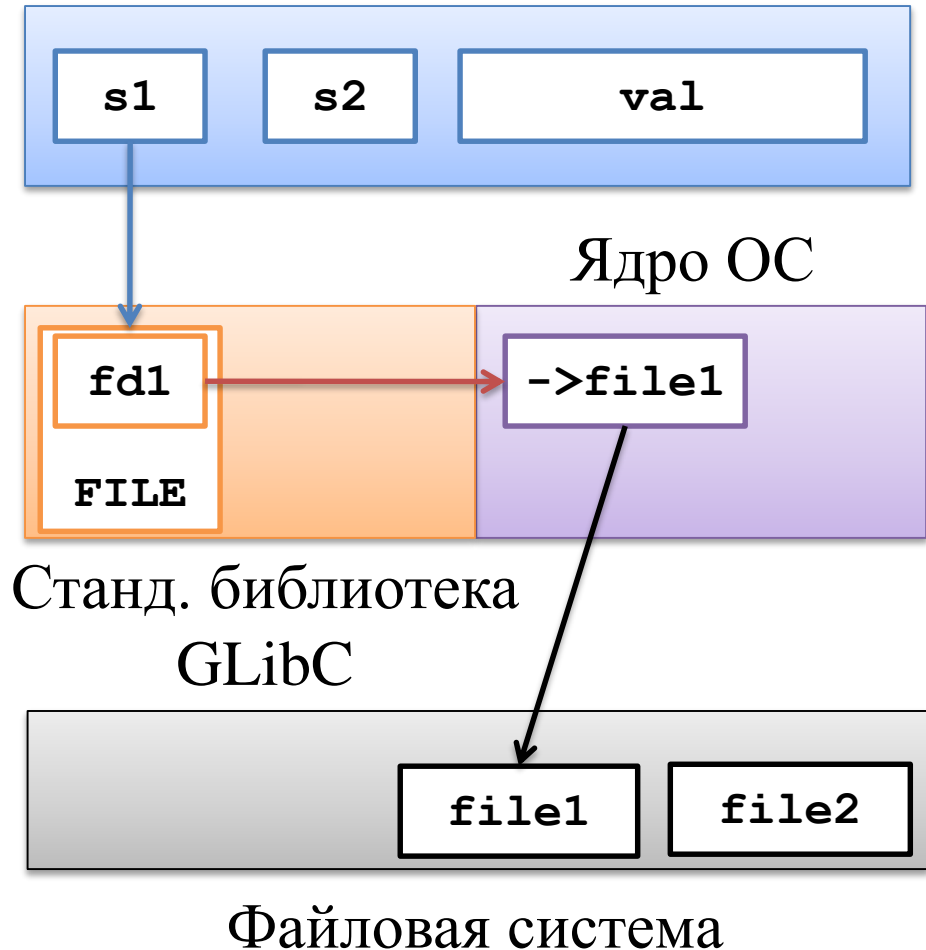 s1 s2 val
Ядро ОС
fd1 ->file1
FILE
Станд. библиотека
GLibC
file1 file2
Файловая система